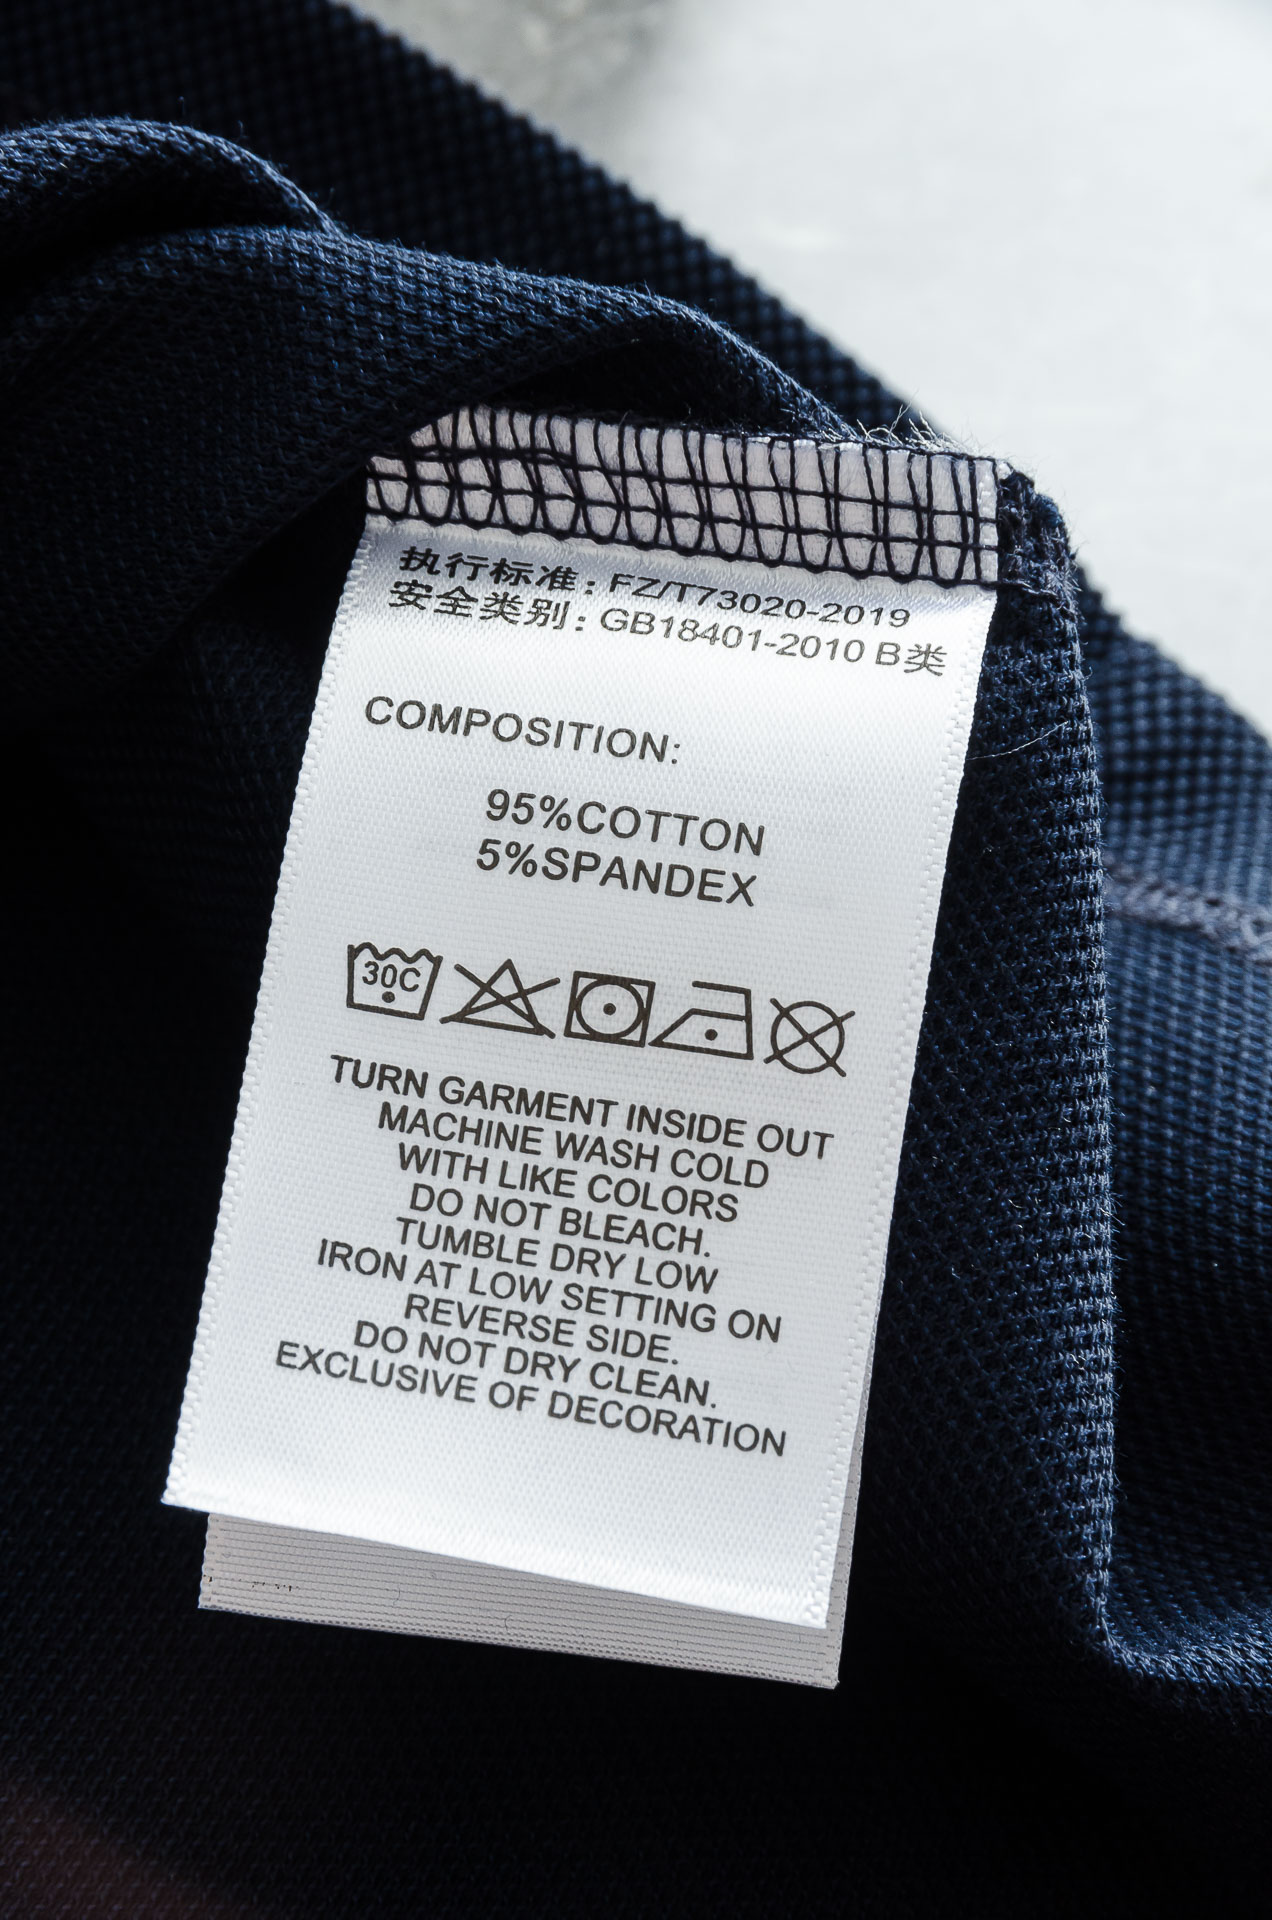 执行标准：FZ/T73020-2019
安全类别：GB18401-2010 B类
COMPOSITION:
95%COTTON
5%SPANDEX
30C
TURN GARMENT INSIDE OUT
MACHINE WASH COLD
WITH LIKE COLORS
DO NOT BLEACH.
TUMBLE DRY LOW
IRON AT LOW SETTING ON
REVERSE SIDE.
DO NOT DRY CLEAN.
EXCLUSIVE OF DECORATION